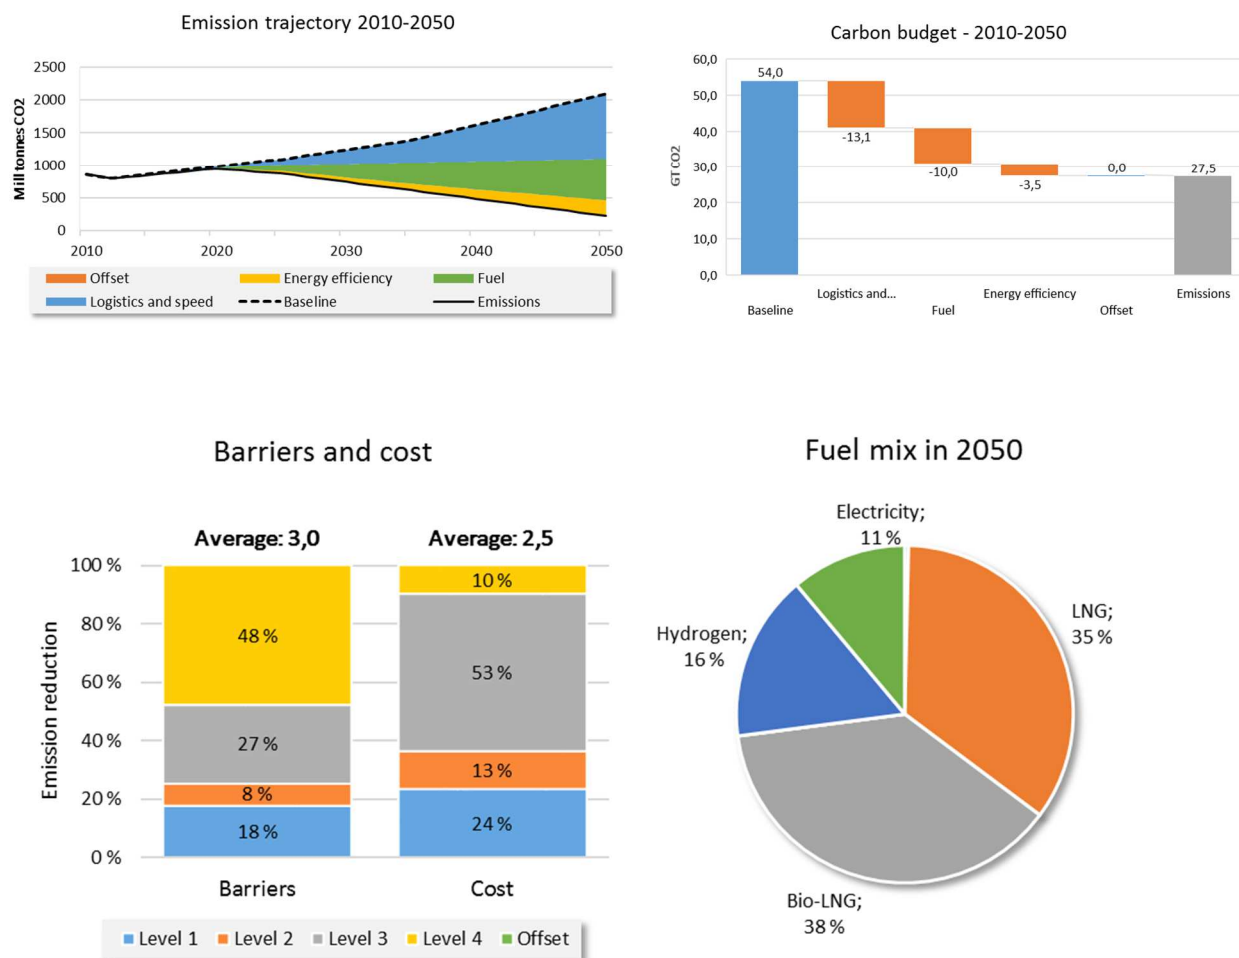 Emission trajectory 2010-2050
Mill tonnes CO2
2500
2000
1500
1000
500
0
2010
2020
2030
2040
2050
Offset
Energy efficiency
Fuel
Logistics and speed
Baseline
Emissions
Carbon budget - 2010-2050
GT CO2
60,0
50,0
40,0
30,0
20,0
10,0
0,0
54,0
-13,1
-10,0
-3,5
0,0
27,5
Baseline
Logistics and...
Fuel
Energy efficiency
Offset
Emissions
Barriers and cost
Average: 3,0
Average: 2,5
Emission reduction
100 %
80 %
60 %
40 %
20 %
0 %
48 %
27 %
8 %
18 %
10 %
53 %
13 %
24 %
Barriers
Cost
Level 1
Level 2
Level 3
Level 4
Offset
Fuel mix in 2050
Electricity;
11 %
LNG;
35 %
Hydrogen;
16 %
Bio-LNG;
38 %